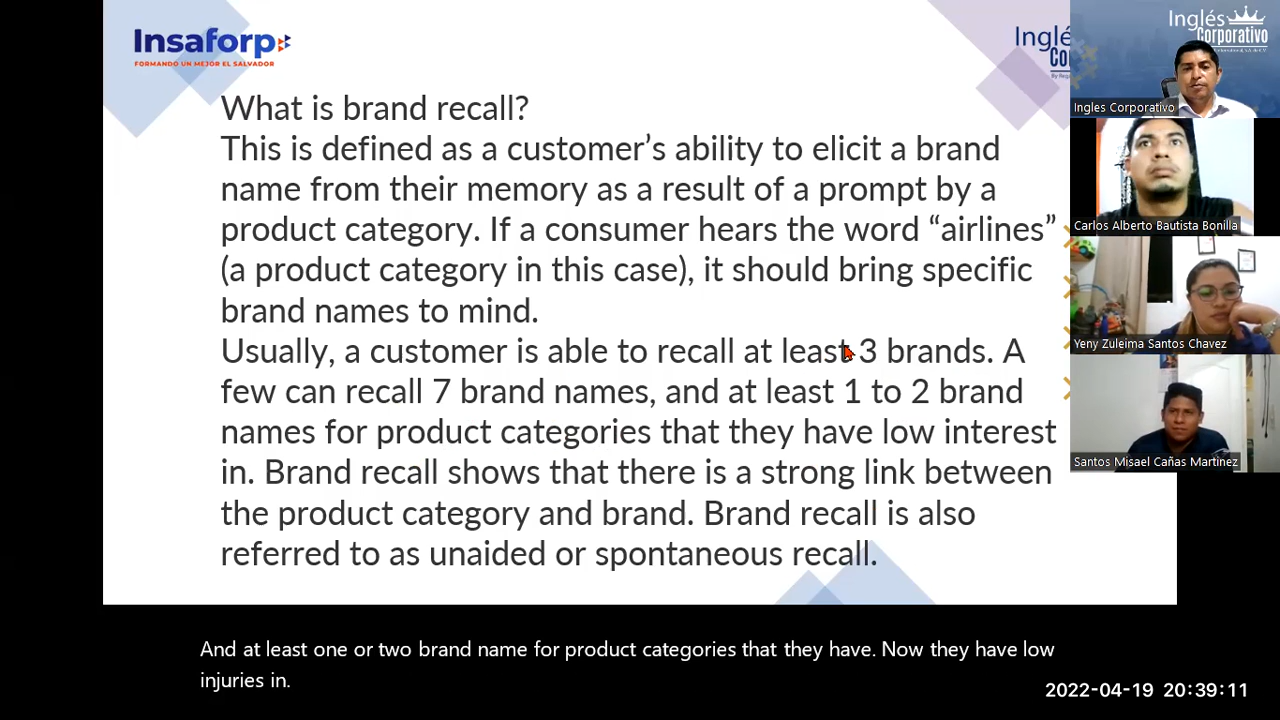 Insaforp
FORMANDO UN MEJOR EL SALVADOR
Inglé
Co
By Rega
What is brand recall?
This is defined as a customer’s ability to elicit a brand
name from their memory as a result of a prompt by a
product category. If a consumer hears the word “airlines”
(a product category in this case), it should bring specific
brand names to mind.
Usually, a customer is able to recall at least 3 brands. A
few can recall 7 brand names, and at least 1 to 2 brand
names for product categories that they have low interest
in. Brand recall shows that there is a strong link between
the product category and brand. Brand recall is also
referred to as unaided or spontaneous recall.
Inglés
Corporativo
Ingles Corporativo
Carlos Alberto Bautista Bonilla
Yeny Zuleima Santos Chavez
Santos Misael Cañas Martinez
And at least one or two brand name for product categories that they have. Now they have low
injuries in.
2022-04-19 20:39:11